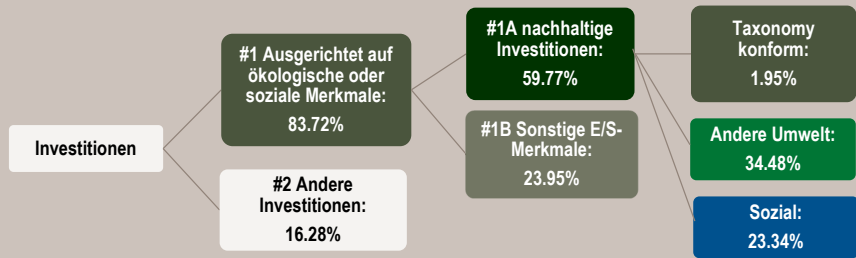 Investitionen
#1 Ausgerichtet auf
ökologische oder
soziale Merkmale:
83.72%
#2 Andere
Investitionen:
16.28%
#1A nachhaltige
Investitionen:
59.77%
#1B Sonstige E/S-
Merkmale:
23.95%
Taxonomy
konform:
1.95%
Andere Umwelt:
34.48%
Sozial:
23.34%